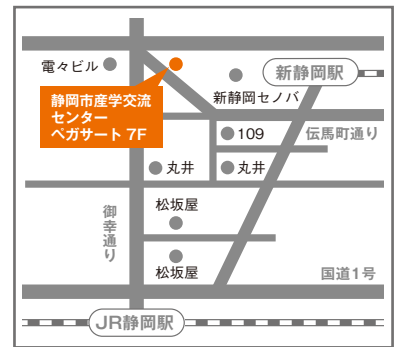 電々ビル
新静岡駅
新静岡セノバ
静岡市産学交流
センター
ペガサート 7F
109
伝馬町通り
丸井
丸井
御幸通り
松坂屋
松坂屋
国道1号
JR静岡駅